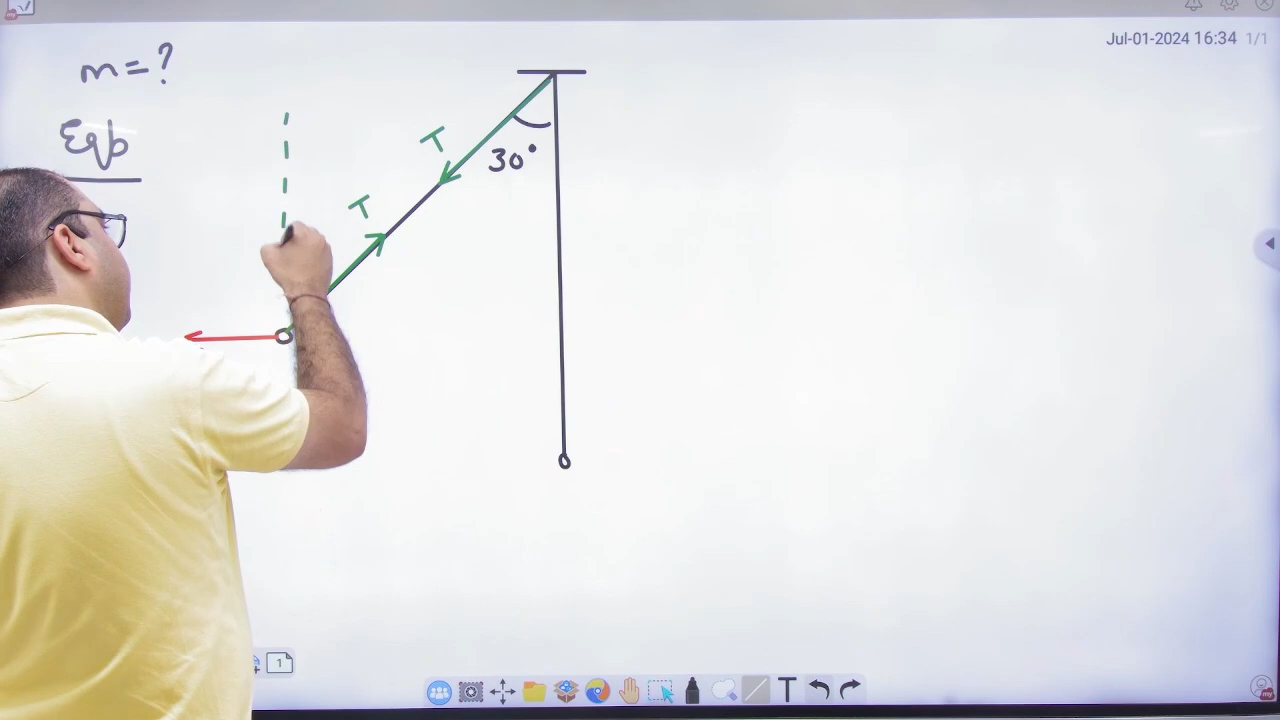 Jul-01-2024 16:34 1/1
m = ?
Eqb
T
30°
T
1
T